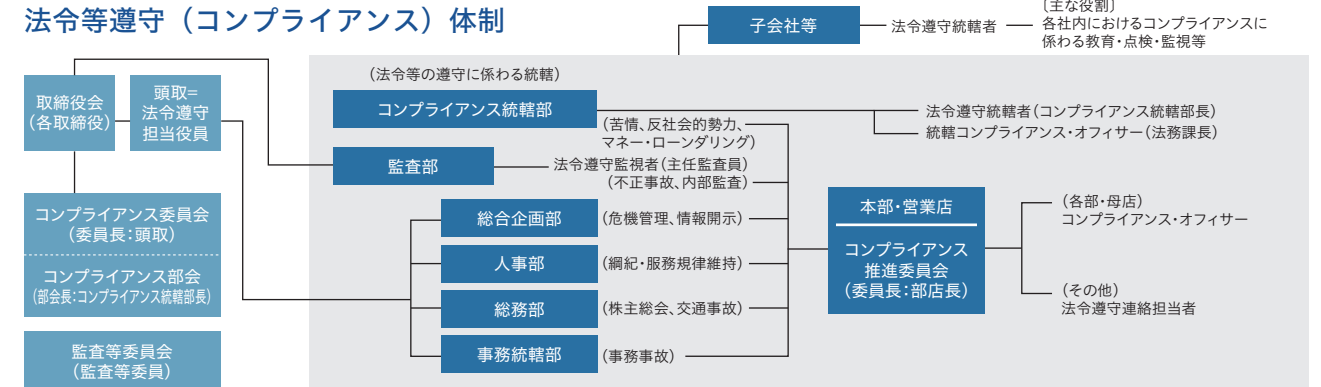 法令等遵守（コンプライアンス）体制
子会社等
法令遵守統轄者
〔主な役割〕
各社内におけるコンプライアンスに
係わる教育・点検・監視等
取締役会
（各取締役）
頭取=
法令遵守
担当役員
（法令等の遵守に係わる統轄）
コンプライアンス統轄部
（苦情、反社会的勢力、
マネー・ローンダリング）
法令遵守統轄者（コンプライアンス統轄部長）
統轄コンプライアンス・オフィサー（法務課長）
監査部
法令遵守監視者（主任監査員）
（不正事故、内部監査）
コンプライアンス委員会
（委員長：頭取）
コンプライアンス部会
（部会長：コンプライアンス統轄部長）
監査等委員会
（監査等委員）
総合企画部
（危機管理、情報開示）
人事部
（綱紀・服務規律維持）
総務部
（株主総会、交通事故）
事務統轄部
（事務事故）
本部・営業店
コンプライアンス
推進委員会
（委員長：部店長）
（各部・母店）
コンプライアンス・オフィサー
（その他）
法令遵守連絡担当者